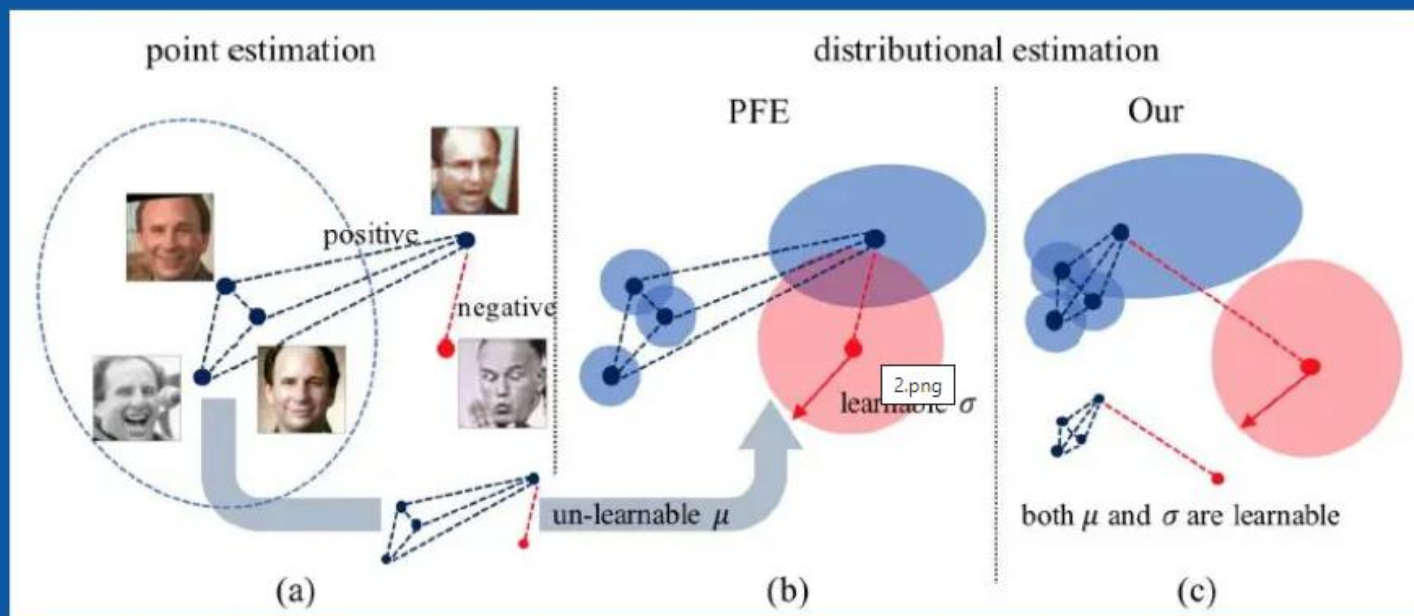 point estimation
distributional estimation
PFE
Our
positive
negative
2.png
learnable σ
un-learnable μ
both μ and σ are learnable
(a)
(b)
(c)